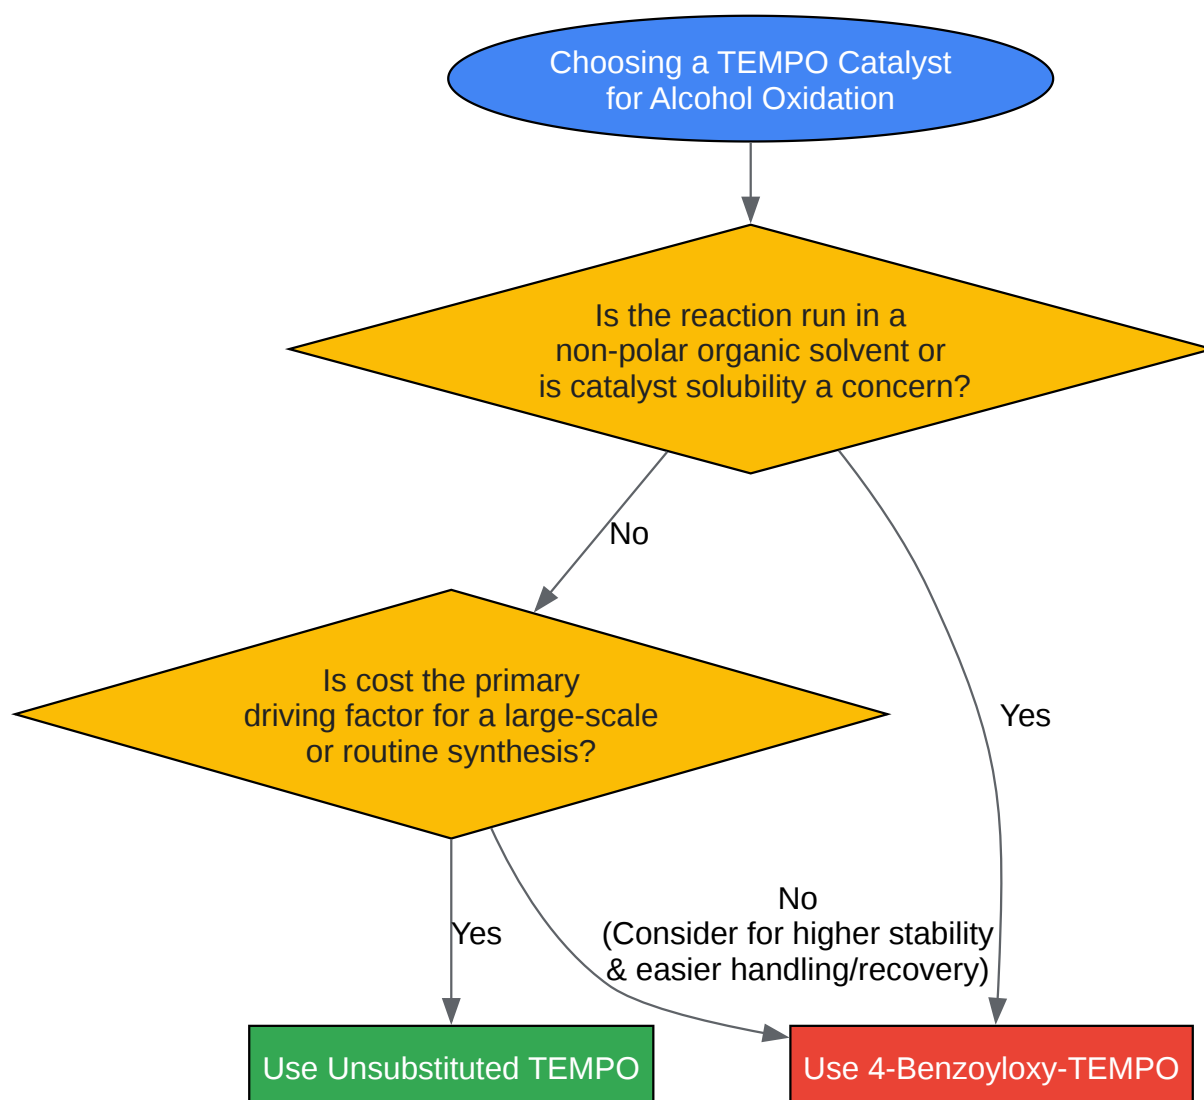 Choosing a TEMPO Catalyst
for Alcohol Oxidation
Is the reaction run in a
non-polar organic solvent or
is catalyst solubility a concern?
No
Is cost the primary
driving factor for a large-scale
or routine synthesis?
Yes
No
(Consider for higher stability
& easier handling/recovery)
Yes
Use Unsubstituted TEMPO
Use 4-Benzoyloxy-TEMPO